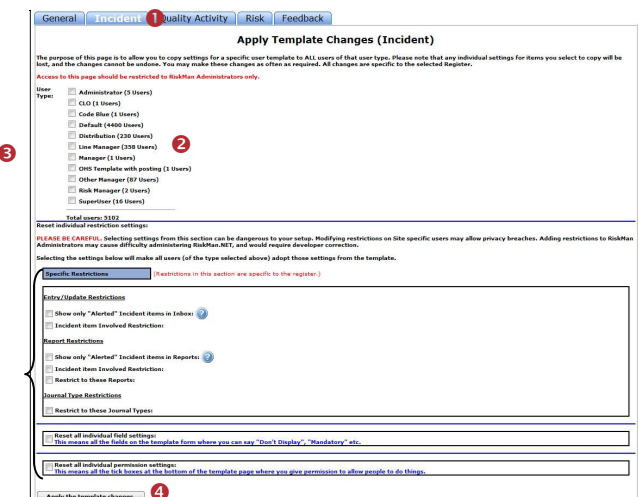 General Incident 1 Quality Activity Risk Feedback
Apply Template Changes (Incident)
The purpose of this page is to allow you to copy settings for a specific user template to ALL users of that user type. Please note that any individual settings for items you select to copy will be
lost, and the changes cannot be undone. You may make these changes as often as required. All changes are specific to the selected Register.
Access to this page should be restricted to RiskMan Administrators only.
User
Type:
Administrator (5 Users)
CLO (1 Users)
Code Blue (1 Users)
Default (4400 Users)
Distribution (230 Users)
Line Manager (358 Users)
2
3
Manager (1 Users)
OHS Template with posting (1 Users)
Other Manager (87 Users)
Risk Manager (2 Users)
SuperUser (16 Users)
Total users: 5102
Reset individual restriction settings:
PLEASE BE CAREFUL. Selecting settings from this section can be dangerous to your setup. Modifying restrictions on Site specific users may allow privacy breaches. Adding restrictions to RiskMan
Administrators may cause difficulty administering RiskMan.NET, and would require developer correction.
Selecting the settings below will make all users (of the type selected above) adopt those settings from the template.
Specific Restrictions (Restrictions in this section are specific to the register.)
Entry/Update Restrictions
Show only "Alerted" Incident items in Inbox: ?
Incident item Involved Restriction:
Report Restrictions
Show only "Alerted" Incident items in Reports: ?
Incident item Involved Restriction:
Restrict to these Reports:
Journal Type Restrictions
Restrict to these Journal Types:
Reset all individual field settings:
This means all the fields on the template form where you can say "Don't Display", "Mandatory" etc.
Reset all individual permission settings:
This means all the tick boxes at the bottom of the template page where you give permission to allow people to do things.
Apply the template changes 4